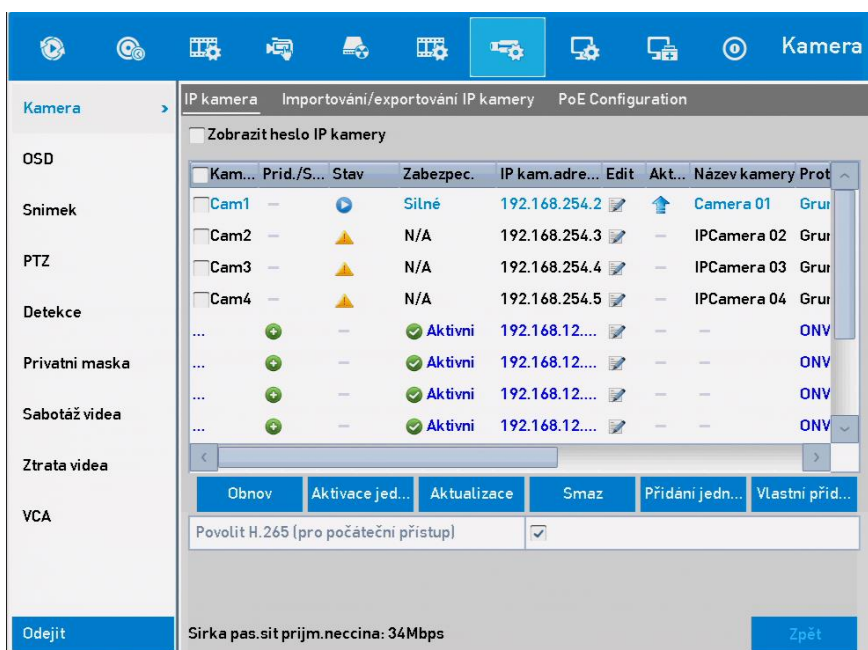 Kamera
Kamera
OSD
Snimek
PTZ
Detekce
Privatni maska
Sabotáž videa
Ztrata videa
VCA
Odejit
IP kamera Importování/exportování IP kamery PoE Configuration
Zobrazit heslo IP kamery
Kam... Prid./S... Stav Zabezpec. IP kam.adre... Edit Akt... Název kamery Prot
Cam1 — Silné 192.168.254.2 Camera 01 Grur
Cam2 — N/A 192.168.254.3 — IPCamera 02 Grur
Cam3 — N/A 192.168.254.4 — IPCamera 03 Grur
Cam4 — N/A 192.168.254.5 — IPCamera 04 Grur
... — Aktivni 192.168.12.... — — ONV
... — Aktivni 192.168.12.... — — ONV
... — Aktivni 192.168.12.... — — ONV
... — Aktivni 192.168.12.... — — ONV
Obnov Aktivace jed... Aktualizace Smaz Přidání jedn... Vlastní přid...
Povolit H.265 (pro počáteční přístup)
Sirka pas.sit prijm.neccina: 34Mbps
Zpět